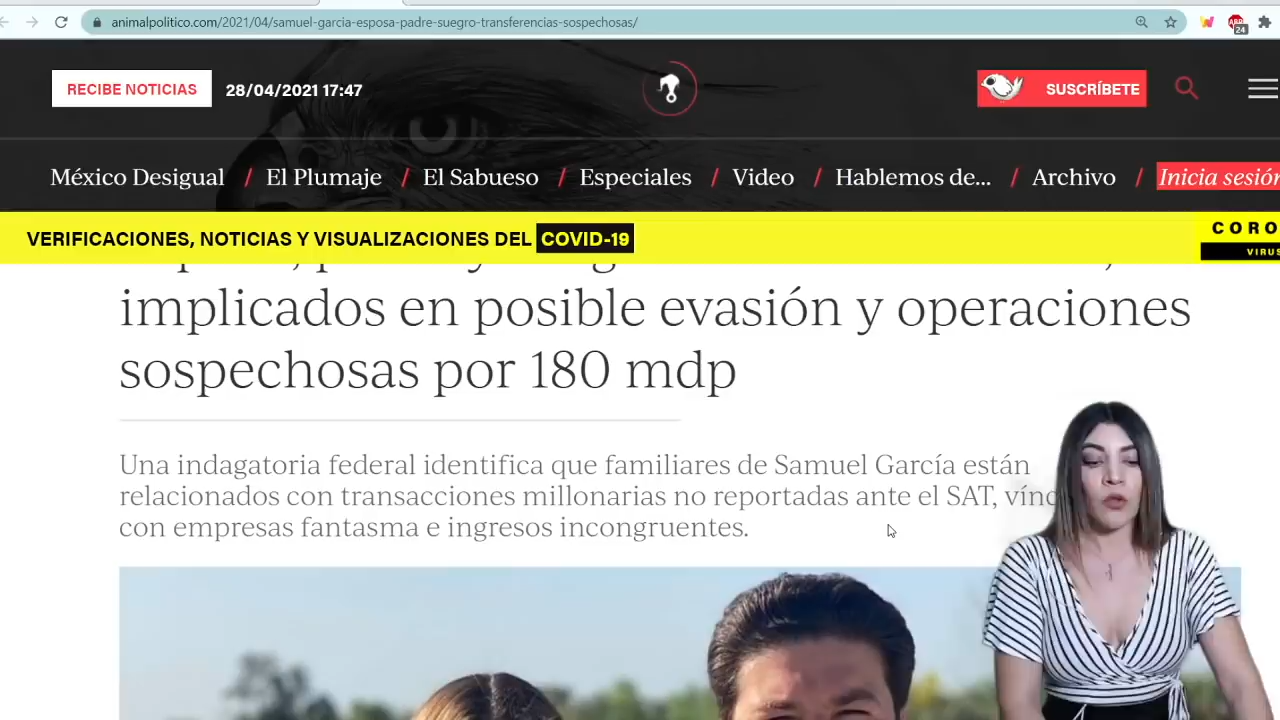 animalpolitico.com/2021/04/samuel-garcia-esposa-padre-suegro-transferencias-sospechosas/
24
RECIBE NOTICIAS
28/04/2021 17:47
SUSCRÍBETE
México Desigual / El Plumaje / El Sabueso / Especiales / Video / Hablemos de... / Archivo / Inicia sesión
VERIFICACIONES, NOTICIAS Y VISUALIZACIONES DEL COVID-19
CORO
VIRUS
implicados en posible evasión y operaciones
sospechosas por 180 mdp
Una indagatoria federal identifica que familiares de Samuel García están
relacionados con transacciones millonarias no reportadas ante el SAT,
con empresas fantasma e ingresos incongruentes.